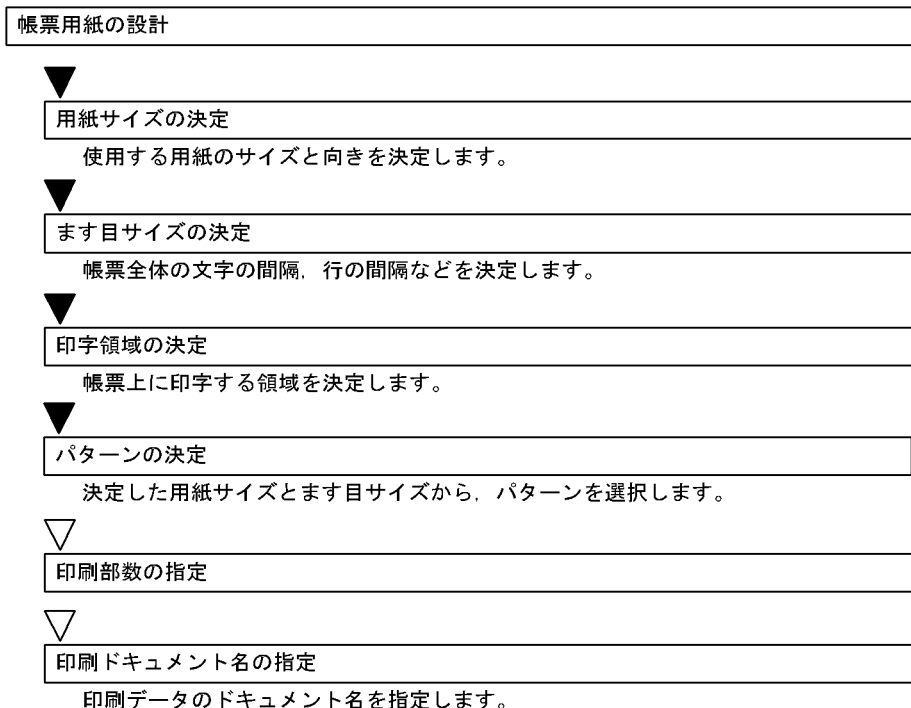 帳票用紙の設計
用紙サイズの決定
使用する用紙のサイズと向きを決定します。
ます目サイズの決定
帳票全体の文字の間隔，行の間隔などを決定します。
印字領域の決定
帳票上に印字する領域を決定します。
パターンの決定
決定した用紙サイズとます目サイズから，パターンを選択します。
印刷部数の指定
印刷ドキュメント名の指定
印刷データのドキュメント名を指定します。